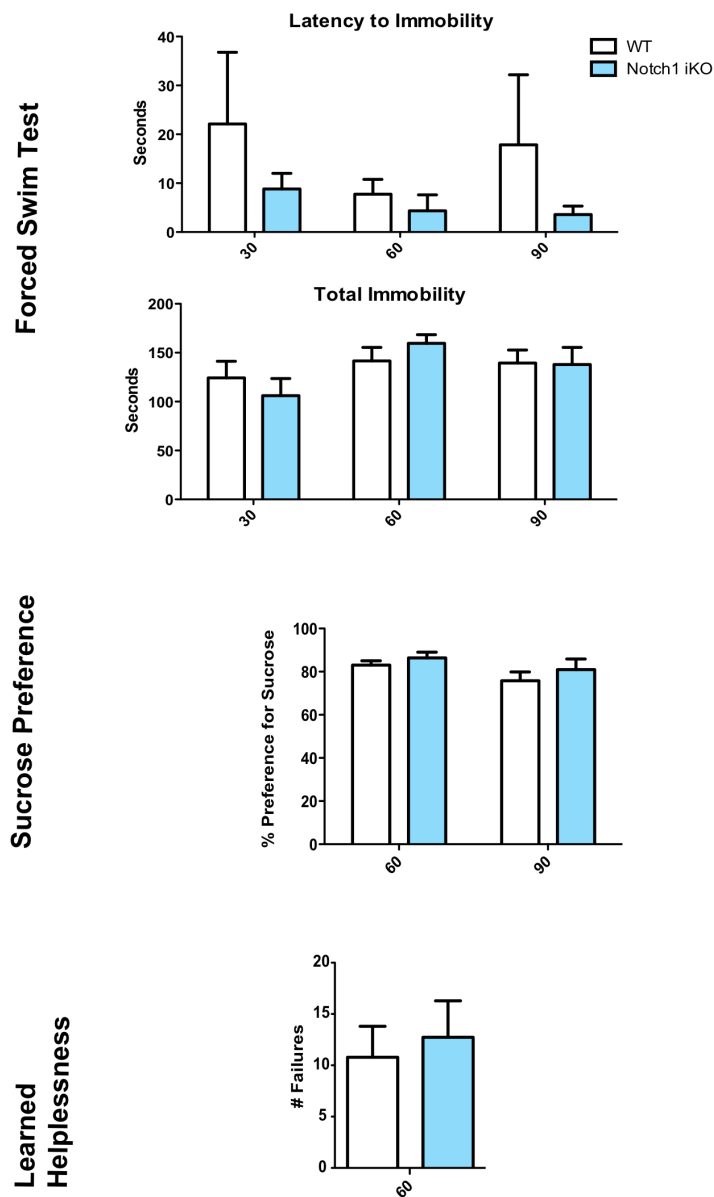 Latency to Immobility
WT
Notch1 iKO
Forced Swim Test
Seconds
40
30
20
10
0
30
60
90
Total Immobility
Seconds
200
150
100
50
0
30
60
90
Sucrose Preference
% Preference for Sucrose
100
80
60
40
20
0
60
90
Learned
Helplessness
# Failures
20
15
10
5
0
60